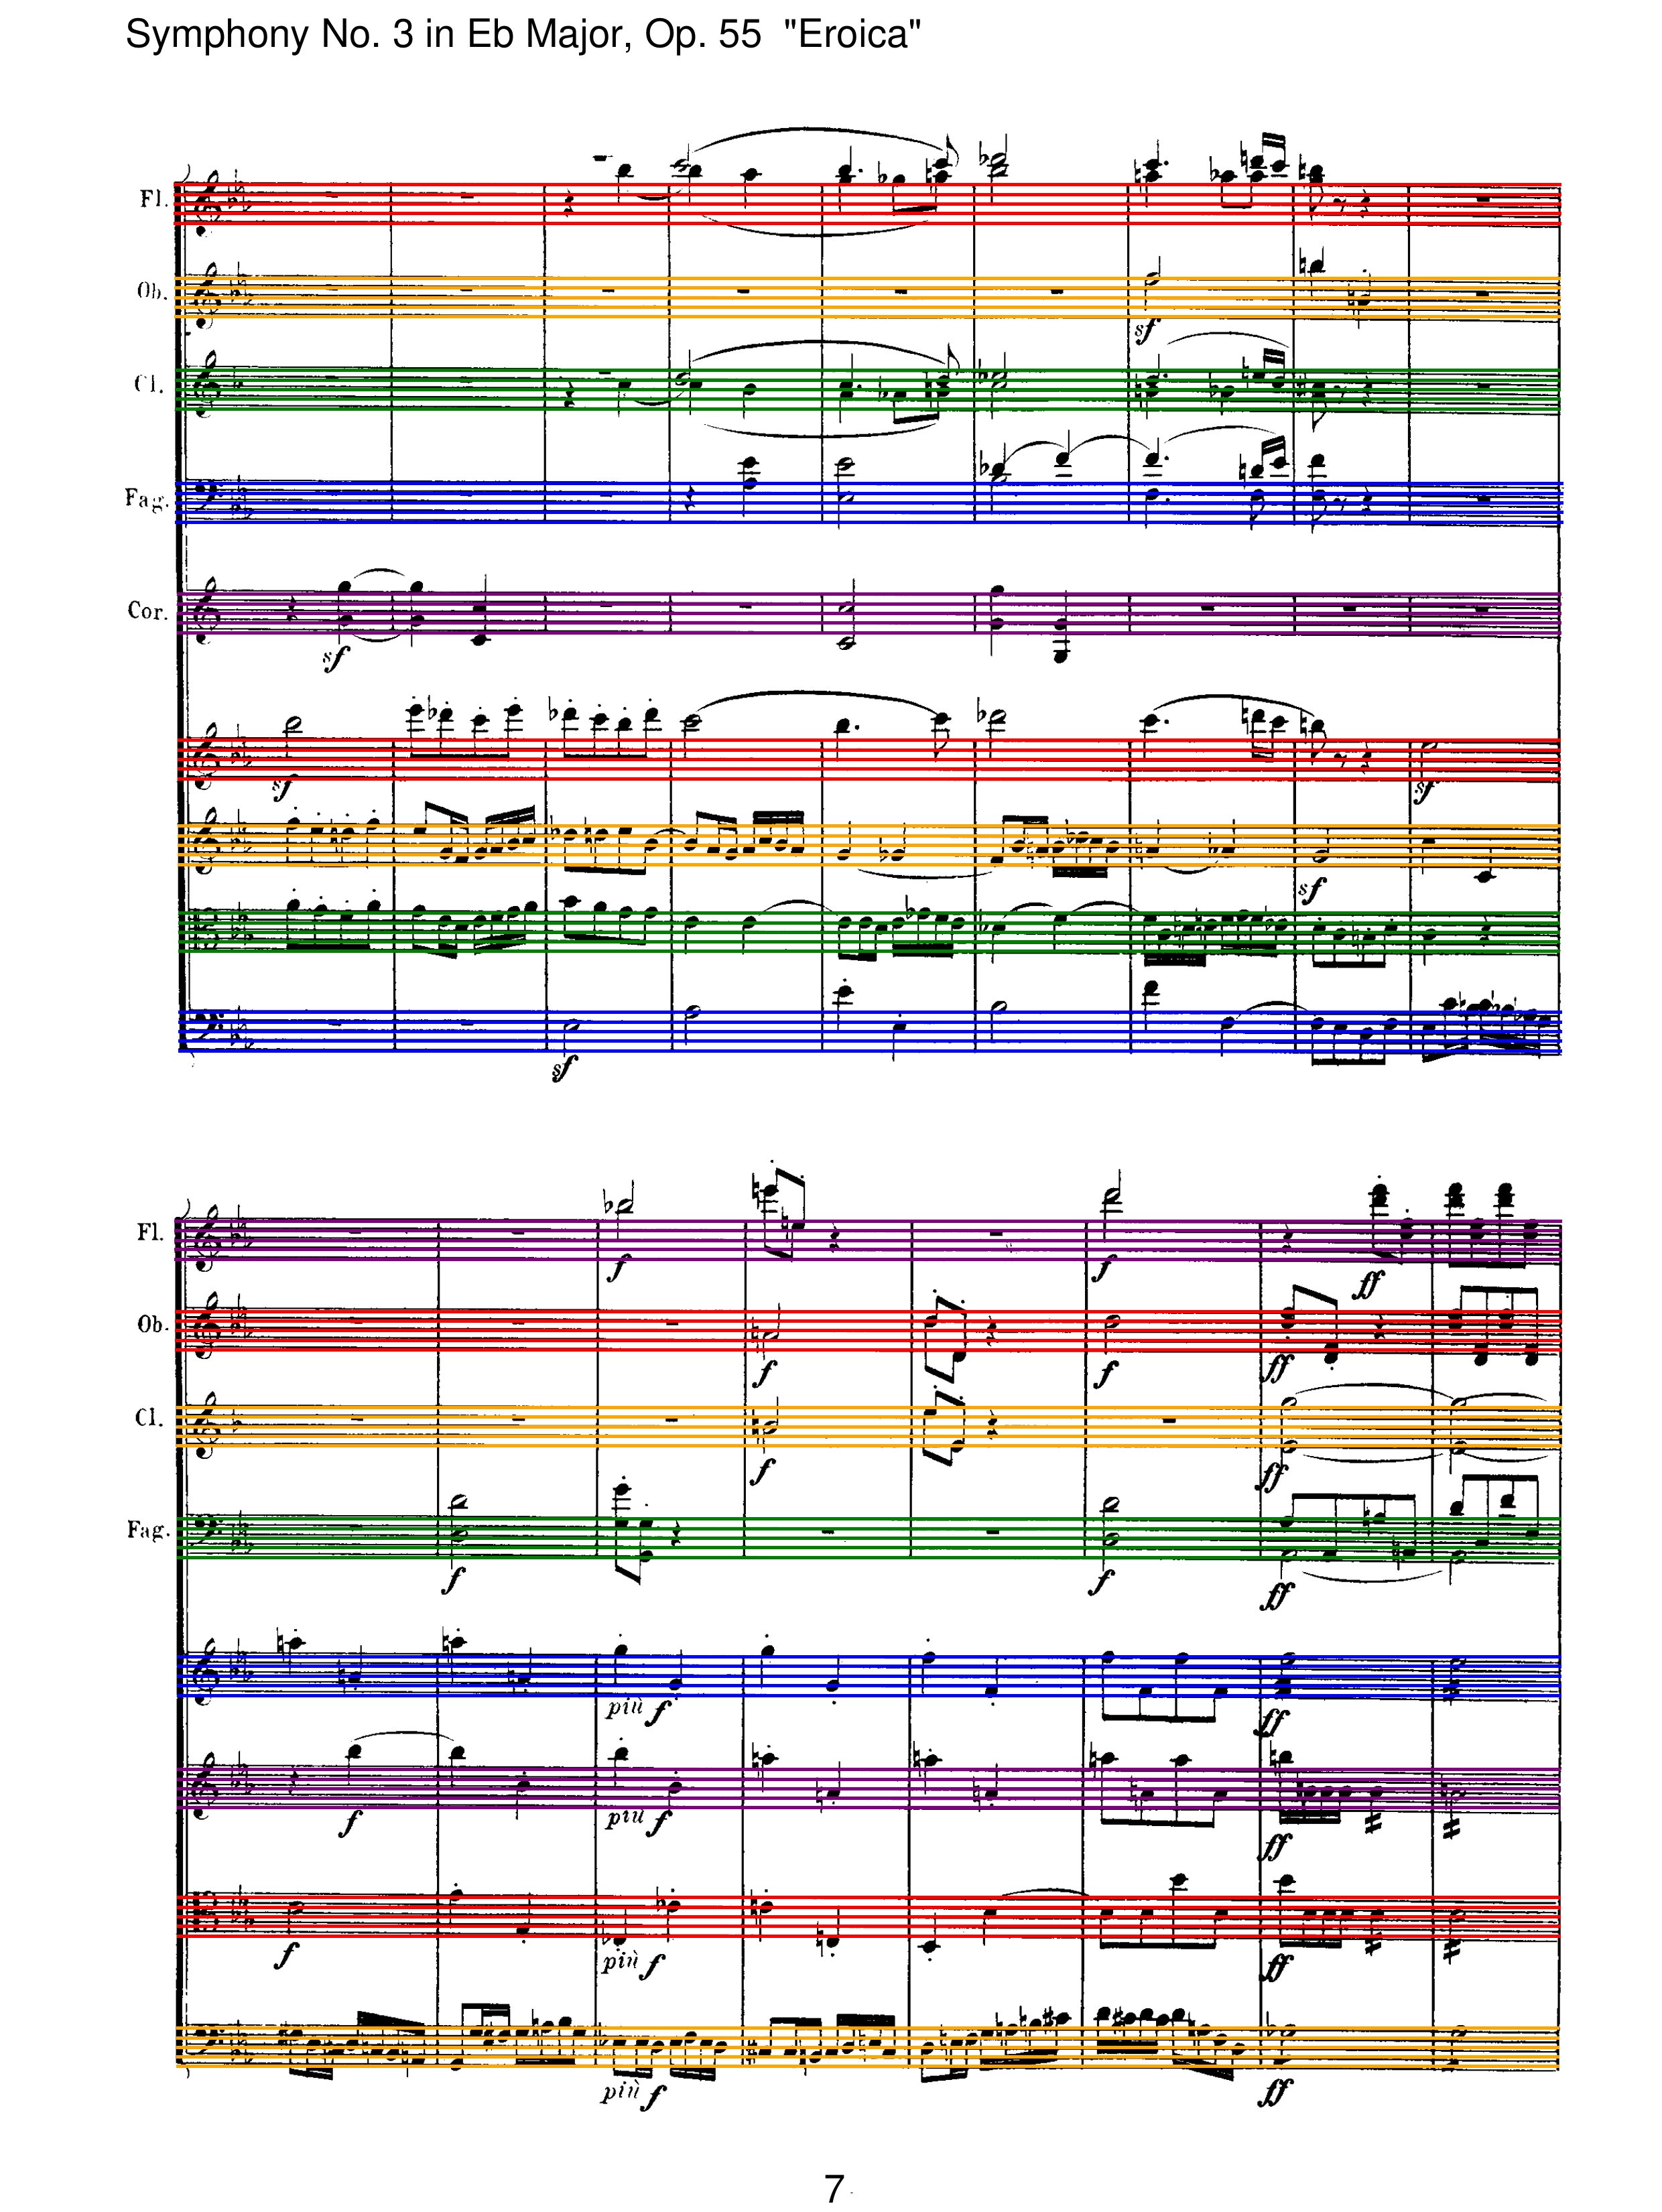 Symphony No. 3 in Eb Major, Op. 55 "Eroica"
Fl.
Ob.
sf
Cl.
Fag.
Cor.
sf
sf
sf
sf
sf
Fl.
f
f
ff
Ob.
f
f
ff
Cl.
f
ff
Fag.
f
f
ff
più f
ff
f
più f
ff
f
più f
ff
più f
ff
7